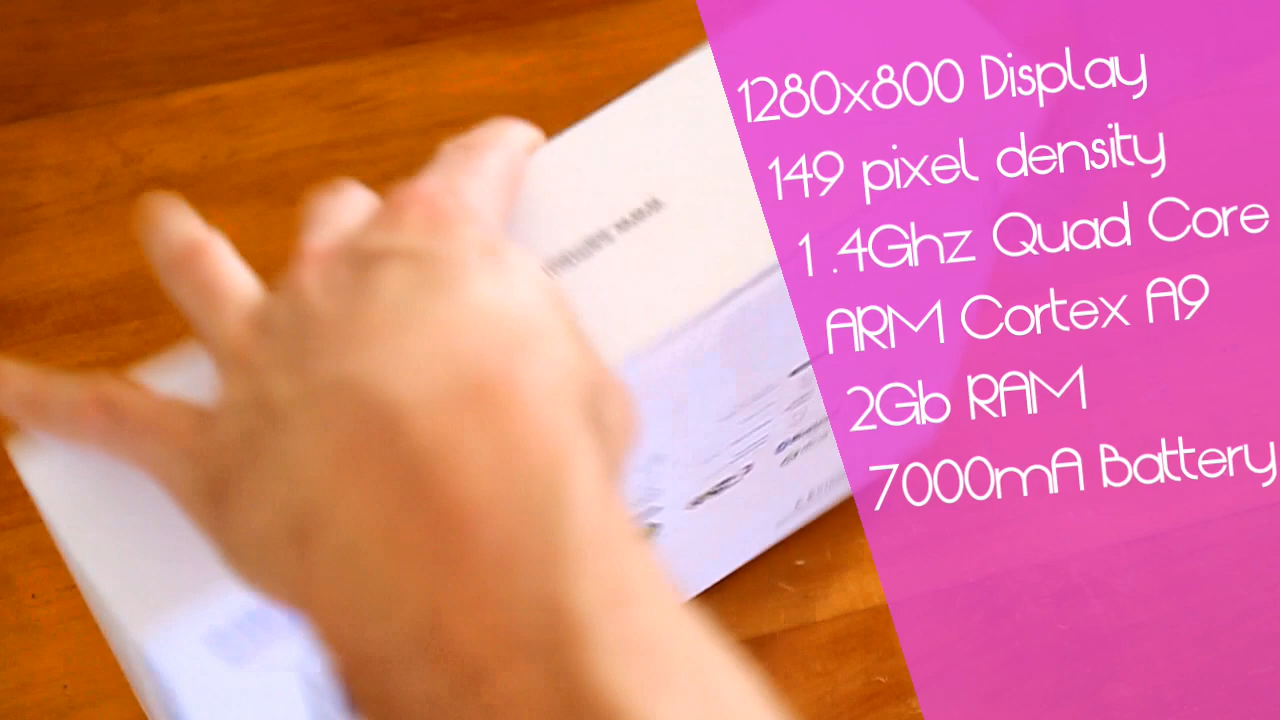 1280x800 Display
149 pixel density
1.4Ghz Quad Core
ARM Cortex A9
2Gb RAM
7000mA Battery